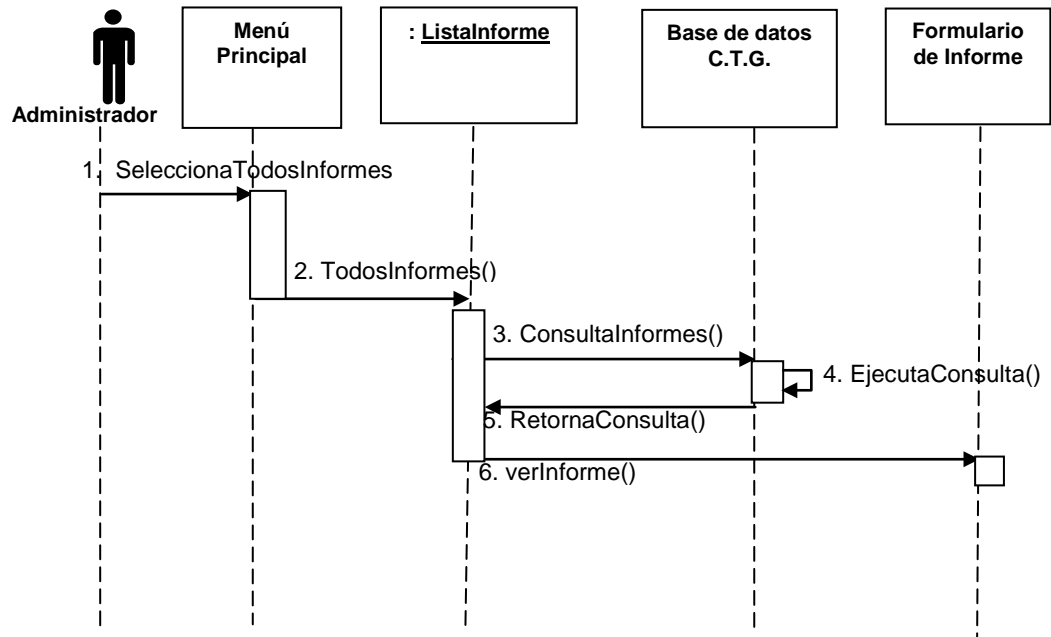 Menú
Principal
: ListaInforme
Base de datos
C.T.G.
Formulario
de Informe
Administrador
1. SeleccionaTodosInformes
2. TodosInformes()
3. ConsultaInformes()
4. EjecutaConsulta()
5. RetornaConsulta()
6. verInforme()